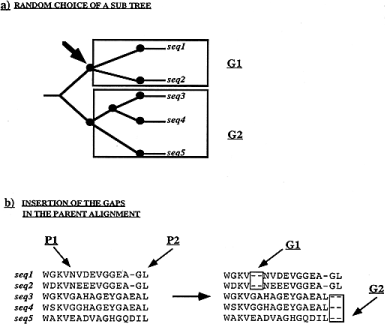 a) RANDOM CHOICE OF A SUB TREE
seq1
G1
seq2
seq3
seq4
G2
seq5
b) INSERTION OF THE GAPS
IN THE PARENT ALIGNMENT
P1 P2 G1
seq1 WGKVNVDEVGGEA-GL WGKV--NVDEVGGEA-GL
seq2 WDKVNEEEVGGEA-GL WDKV--NEEEVGGEA-GL G2
seq3 WGKVGAHAGEYGAEAL WGKVGAHAGEYGAEAL--
seq4 WSKVGGHAGEYGAEAL WSKVGGHAGEYGAEAL--
seq5 WAKVEADVAGHGQDIL WAKVEADVAGHGQDIL--